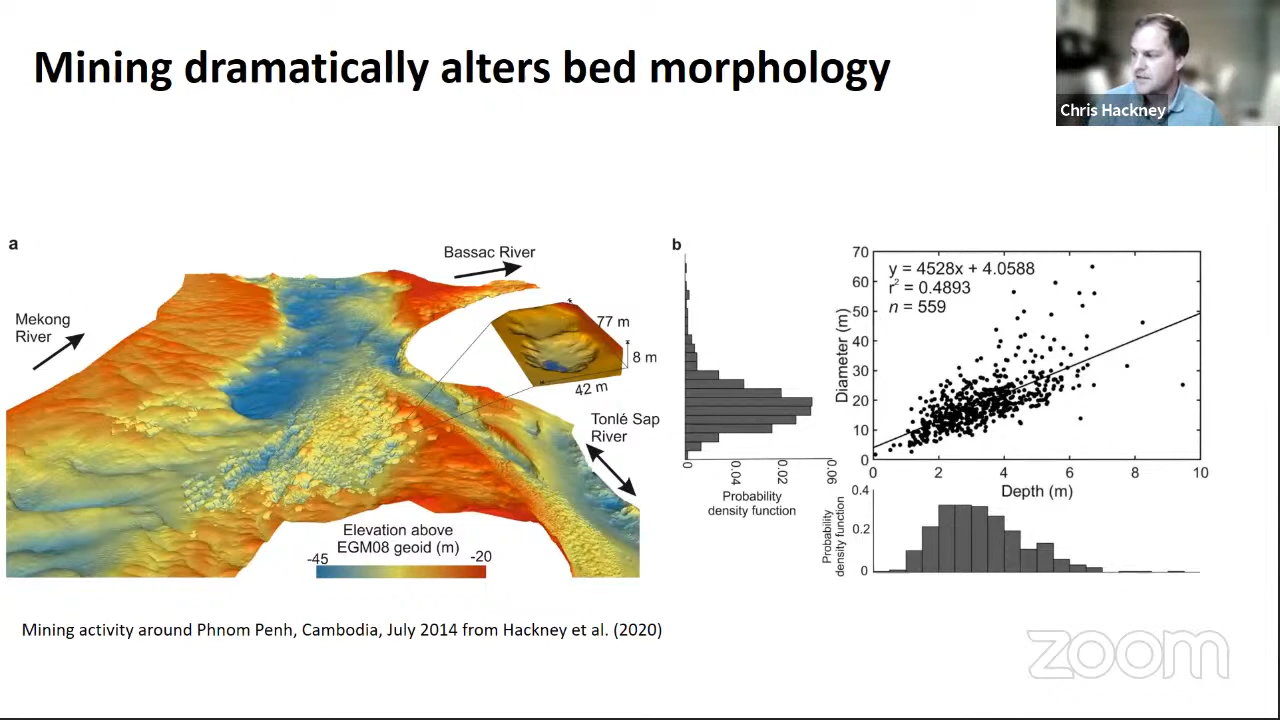 Mining dramatically alters bed morphology
Chris Hackney
a
Bassac River
Mekong
River
77 m
8 m
42 m
Tonlé Sap
River
Elevation above
EGM08 geoid (m)
-45
-20
b
0
0.04
0.02
0.06
Probability
density function
y = 4528x + 4.0588
r² = 0.4893
n = 559
70
60
50
40
30
20
10
0
Diameter (m)
0 2 4 6 8 10
Depth (m)
0.4
0.2
0
Probability
density function
Mining activity around Phnom Penh, Cambodia, July 2014 from Hackney et al. (2020)
zoom